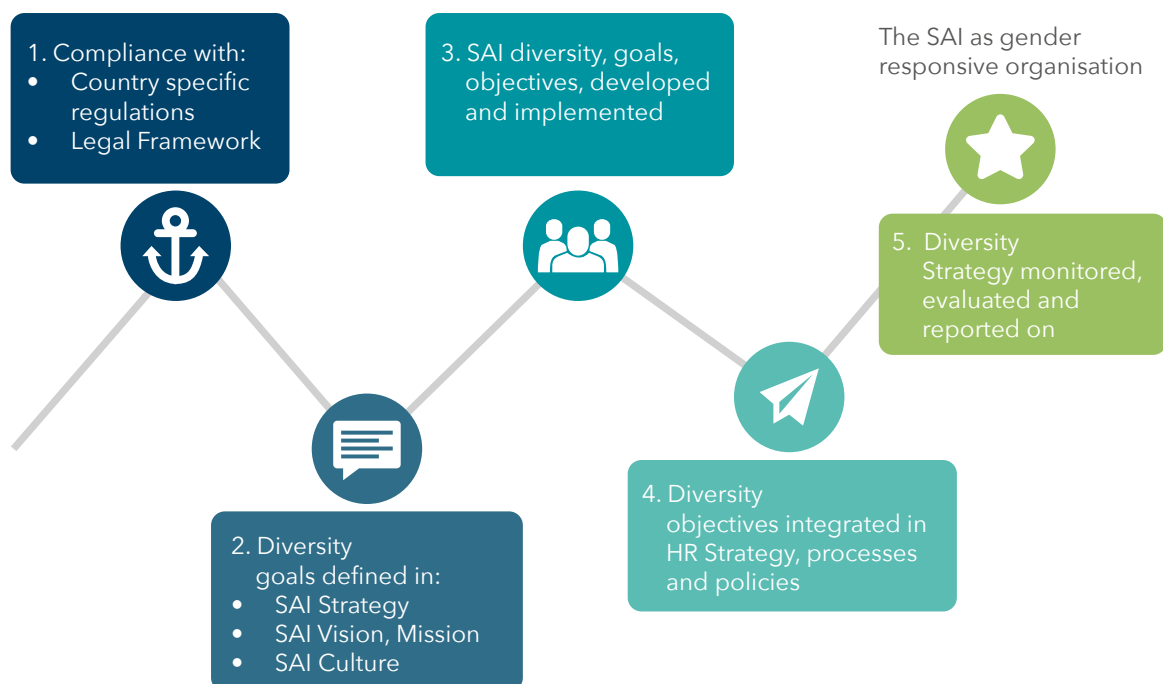 1. Compliance with:
• Country specific
regulations
• Legal Framework
2. Diversity
goals defined in:
• SAI Strategy
• SAI Vision, Mission
• SAI Culture
3. SAI diversity, goals,
objectives, developed
and implemented
4. Diversity
objectives integrated in
HR Strategy, processes
and policies
The SAI as gender
responsive organisation
5. Diversity
Strategy monitored,
evaluated and
reported on